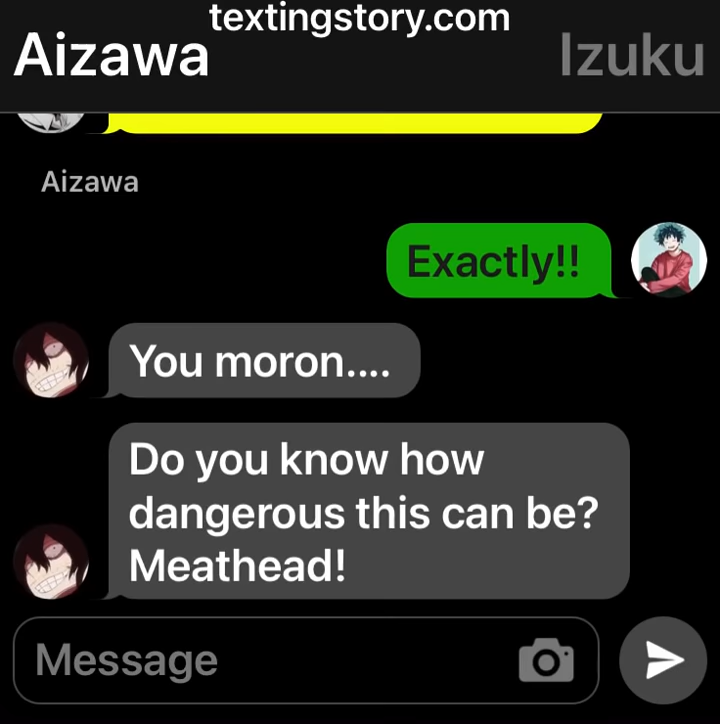 textingstory.com
Aizawa
Izuku
Aizawa
Exactly!!
You moron....
Do you know how
dangerous this can be?
Meathead!
Message